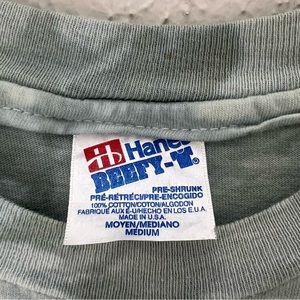 Hanes
BEEFY-T®
PRE-SHRUNK
PRÉ-RÉTRÉCI/PRE-ENCOGIDO
100% COTTON/COTON/ALGODON
FABRIQUÉ AUX É-U/HECHO EN LOS E.U.A.
MADE IN U.S.A.
MOYEN/MEDIANO
MEDIUM